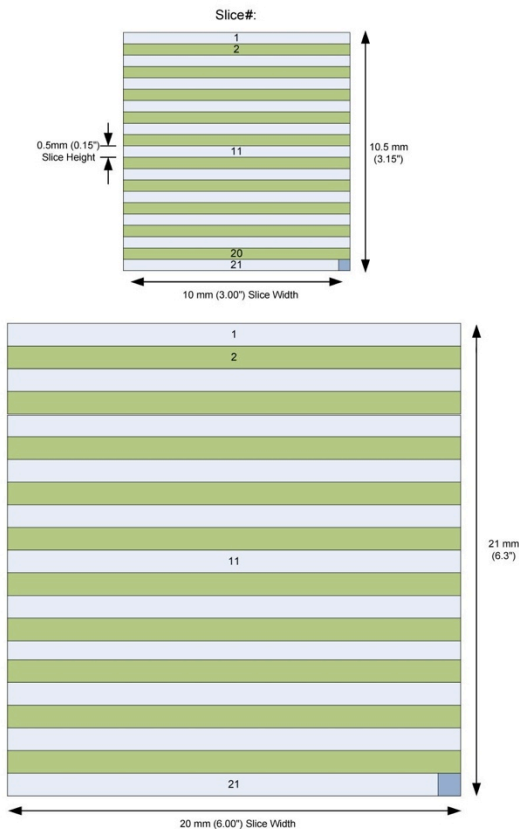 Slice#:
1
2
0.5mm (0.15")
Slice Height
11
10.5 mm
(3.15")
20
21
10 mm (3.00") Slice Width
1
2
11
21 mm
(6.3")
21
20 mm (6.00") Slice Width